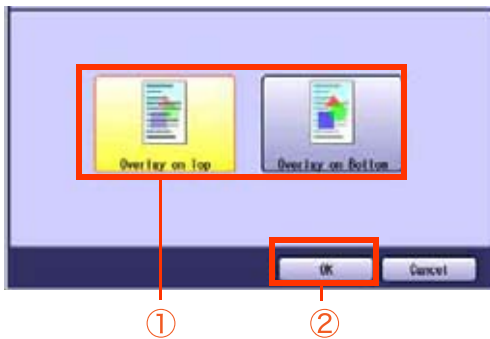 Overlay on Top
Overlay on Bottom
OK
Cancel
①
②